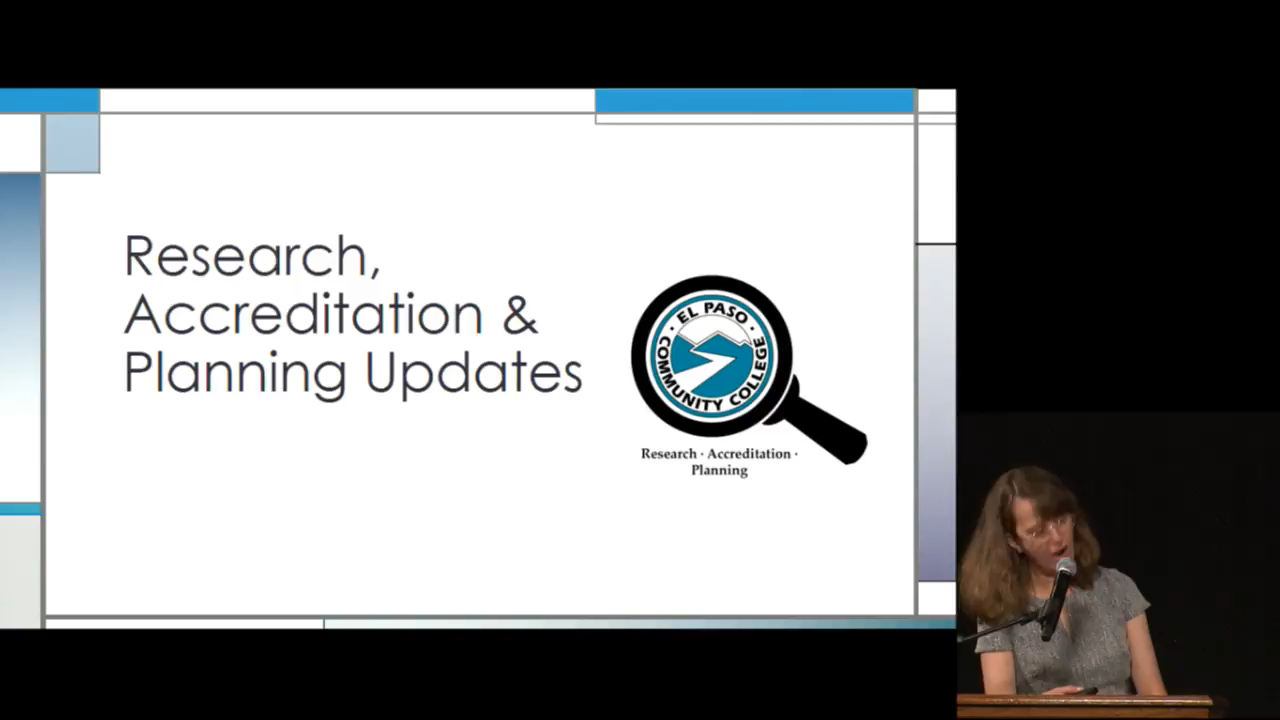 Research,
Accreditation &
Planning Updates
· EL PASO ·
COMMUNITY COLLEGE
Research · Accreditation ·
Planning